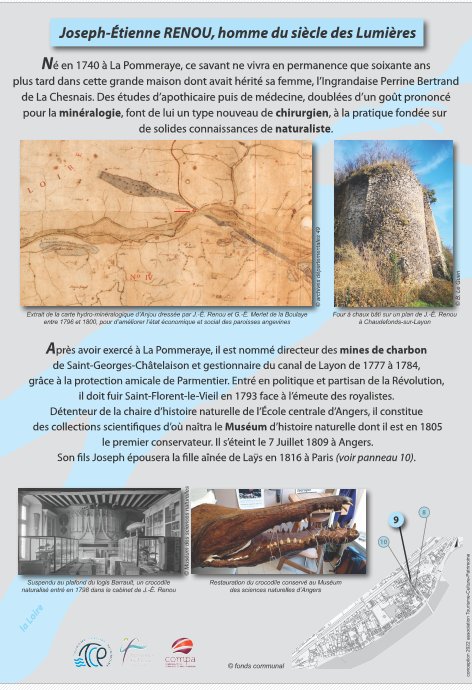 Joseph-Étienne RENOU, homme du siècle des Lumières
Né en 1740 à La Pommeraye, ce savant ne vivra en permanence que soixante ans
plus tard dans cette grande maison dont avait hérité sa femme, l'Ingrandaise Perrine Bertrand
de La Chesnais. Des études d'apothicaire puis de médecine, doublées d'un goût prononcé
pour la minéralogie, font de lui un type nouveau de chirurgien, à la pratique fondée sur
de solides connaissances de naturaliste.
LOIRE
No IV
© archives départementales 49
© B. Le Quen
Extrait de la carte hydro-minéralogique d'Anjou dressée par J.-É. Renou et G.-E. Merlet de la Boulaye
entre 1796 et 1800, pour d'améliorer l'état économique et social des paroisses angevines
Four à chaux bâti sur un plan de J.-É. Renou
à Chaudefonds-sur-Layon
Après avoir exercé à La Pommeraye, il est nommé directeur des mines de charbon
de Saint-Georges-Châtelaison et gestionnaire du canal de Layon de 1777 à 1784,
grâce à la protection amicale de Parmentier. Entré en politique et partisan de la Révolution,
il doit fuir Saint-Florent-le-Vieil en 1793 face à l'émeute des royalistes.
Détenteur de la chaire d'histoire naturelle de l'École centrale d'Angers, il constitue
des collections scientifiques d'où naîtra le Muséum d'histoire naturelle dont il est en 1805
le premier conservateur. Il s'éteint le 7 Juillet 1809 à Angers.
Son fils Joseph épousera la fille aînée de Laÿs en 1816 à Paris (voir panneau 10).
© Muséum des sciences naturelles
Suspendu au plafond du logis Barrault, un crocodile
naturalisé entré en 1798 dans le cabinet de J.-É. Renou
Restauration du crocodile conservé au Muséum
des sciences naturelles d'Angers
9
8
10
la Loire
compa
© fonds communal
conception 2022 association Tourisme-Culture-Patrimoine